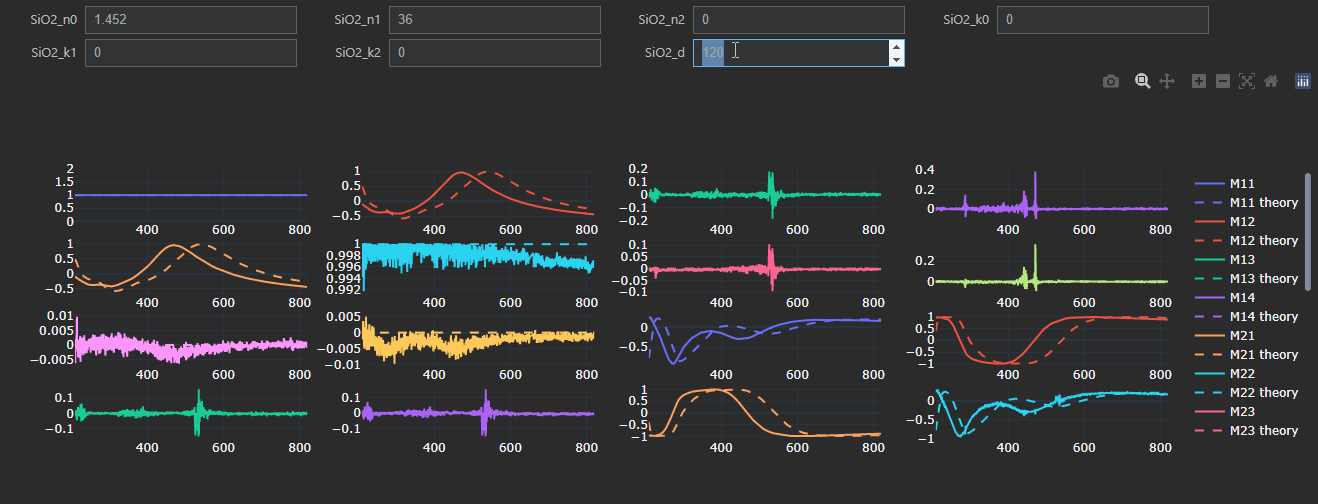 SiO2_n0 1.452 SiO2_n1 36 SiO2_n2 0 SiO2_k0 0
SiO2_k1 0 SiO2_k2 0 SiO2_d 120
2
1.5
1
0.5
0
400 600 800
1
0.5
0
−0.5
400 600 800
0.2
0.1
0
−0.1
−0.2
400 600 800
0.4
0.2
0
400 600 800
1
0.5
0
−0.5
400 600 800
1
0.998
0.996
0.994
0.992
400 600 800
0.1
0.05
0
−0.05
−0.1
400 600 800
0.2
0
400 600 800
0.01
0.005
0
−0.005
400 600 800
0.005
0
−0.005
−0.01
400 600 800
0
−0.5
400 600 800
1
0.5
0
−0.5
−1
400 600 800
0.1
0
−0.1
400 600 800
0.1
0
−0.1
400 600 800
1
0.5
0
−0.5
−1
400 600 800
0.5
0
−0.5
−1
400 600 800
M11
M11 theory
M12
M12 theory
M13
M13 theory
M14
M14 theory
M21
M21 theory
M22
M22 theory
M23
M23 theory